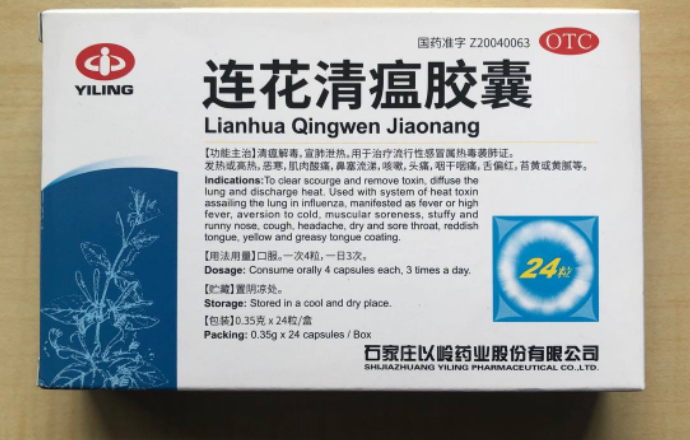 国药准字 Z20040063 OTC
YILING
连花清瘟胶囊
Lianhua Qingwen Jiaonang
【功能主治】清瘟解毒，宣肺泄热。用于治疗流行性感冒属热毒袭肺证。
发热或高热，恶寒，肌肉酸痛，鼻塞流涕，咳嗽，头痛，咽干咽痛，舌偏红，苔黄或黄腻等。
Indications:To clear scourge and remove toxin, diffuse the
lung and discharge heat. Used with system of heat toxin
assailing the lung in influenza, manifested as fever or high
fever, aversion to cold, muscular soreness, stuffy and
runny nose, cough, headache, dry and sore throat, reddish
tongue, yellow and greasy tongue coating.
【用法用量】口服。一次4粒，一日3次。
Dosage: Consume orally 4 capsules each, 3 times a day.
【贮藏】置阴凉处。
Storage: Stored in a cool and dry place.
【包装】0.35克 x 24粒/盒
Packing: 0.35g x 24 capsules / Box
24粒
石家庄以岭药业股份有限公司
SHIJIAZHUANG YILING PHARMACEUTICAL CO.,LTD.